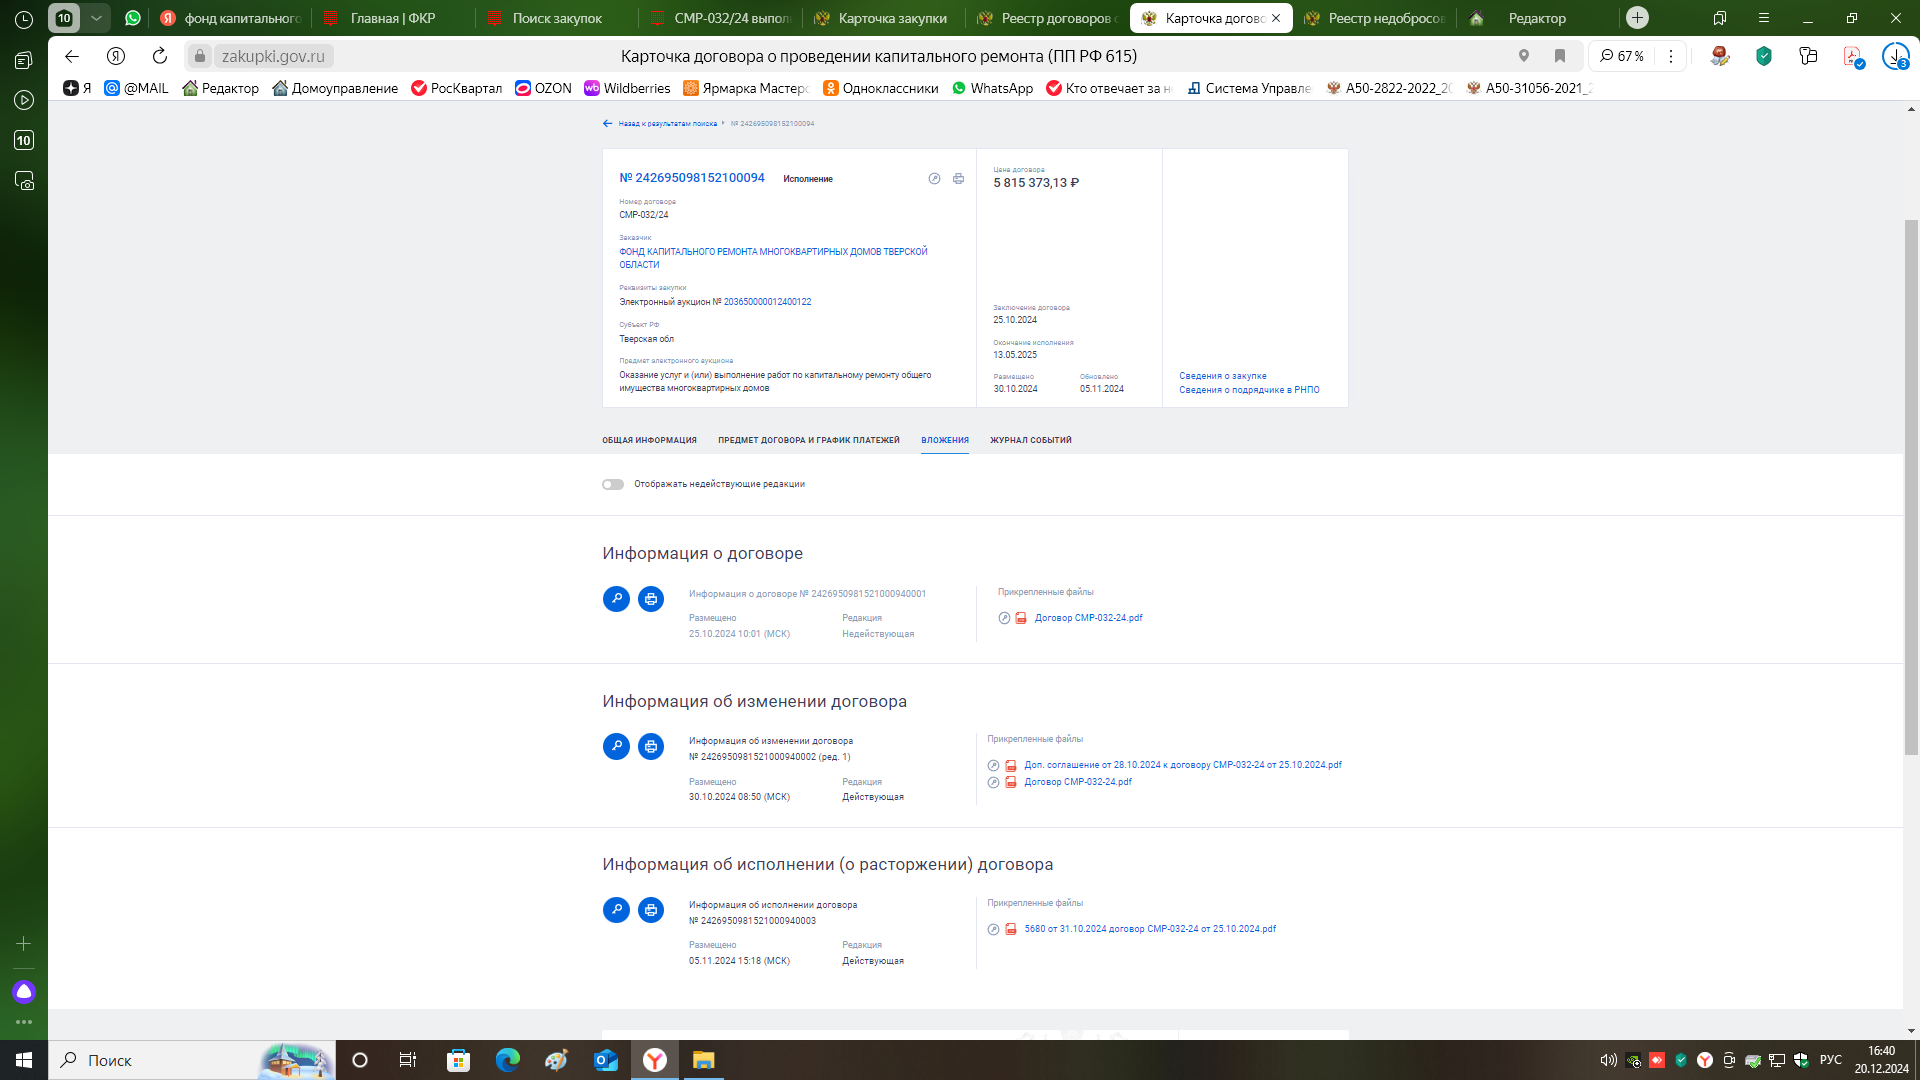 10
фонд капитального
Главная | ФКР
Поиск закупок
СМР-032/24 выпол
Карточка закупки
Реестр договоров о
Карточка догово
Реестр недобросов
Редактор
zakupki.gov.ru
Карточка договора о проведении капитального ремонта (ПП РФ 615)
67 %
3
Я
@MAIL
Редактор
Домоуправление
РосКвартал
OZON
Wildberries
Ярмарка Мастеро
Одноклассники
WhatsApp
Кто отвечает за н
Система Управле
А50-2822-2022_20
А50-31056-2021_2
10
Назад к результатам поиска
№ 242695098152100094
№ 242695098152100094
Исполнение
Номер договора
СМР-032/24
Заказчик
ФОНД КАПИТАЛЬНОГО РЕМОНТА МНОГОКВАРТИРНЫХ ДОМОВ ТВЕРСКОЙ
ОБЛАСТИ
Реквизиты закупки
Электронный аукцион № 203650000012400122
Субъект РФ
Тверская обл
Предмет электронного аукциона
Оказание услуг и (или) выполнение работ по капитальному ремонту общего
имущества многоквартирных домов
Цена договора
5 815 373,13 ₽
Заключение договора
25.10.2024
Окончание исполнения
13.05.2025
Размещено
Обновлено
30.10.2024
05.11.2024
Сведения о закупке
Сведения о подрядчике в РНПО
ОБЩАЯ ИНФОРМАЦИЯ
ПРЕДМЕТ ДОГОВОРА И ГРАФИК ПЛАТЕЖЕЙ
ВЛОЖЕНИЯ
ЖУРНАЛ СОБЫТИЙ
Отображать недействующие редакции
Информация о договоре
Информация о договоре № 2426950981521000940001
Размещено
Редакция
25.10.2024 10:01 (МСК)
Недействующая
Прикрепленные файлы
Договор СМР-032-24.pdf
Информация об изменении договора
Информация об изменении договора
№ 2426950981521000940002 (ред. 1)
Размещено
Редакция
30.10.2024 08:50 (МСК)
Действующая
Прикрепленные файлы
Доп. соглашение от 28.10.2024 к договору СМР-032-24 от 25.10.2024.pdf
Договор СМР-032-24.pdf
Информация об исполнении (о расторжении) договора
Информация об исполнении договора
№ 2426950981521000940003
Размещено
Редакция
05.11.2024 15:18 (МСК)
Действующая
Прикрепленные файлы
5680 от 31.10.2024 договор СМР-032-24 от 25.10.2024.pdf
Поиск
РУС
16:40
20.12.2024